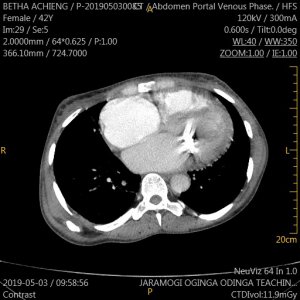 BETHA ACHIENG / P-20190503008
Female / 42Y
Im:29 / Se:5
2.0000mm / 64*0.625 / P:1.00
366.10mm / 724.7000
A
/Abdomen Portal Venous Phase. / HFS
120kV / 300mA
0.600s / Tilt:0.0°
WL:40 / WW:350
ZOOM:1.00 / IE:1.00
R
L
20cm
2019-05-03 / 09:58:56
Contrast
P
NeuViz 64 In 1.0
JARAMOGI OGINGA ODINGA TEACHIN...
CTDIvol:11.9mGy